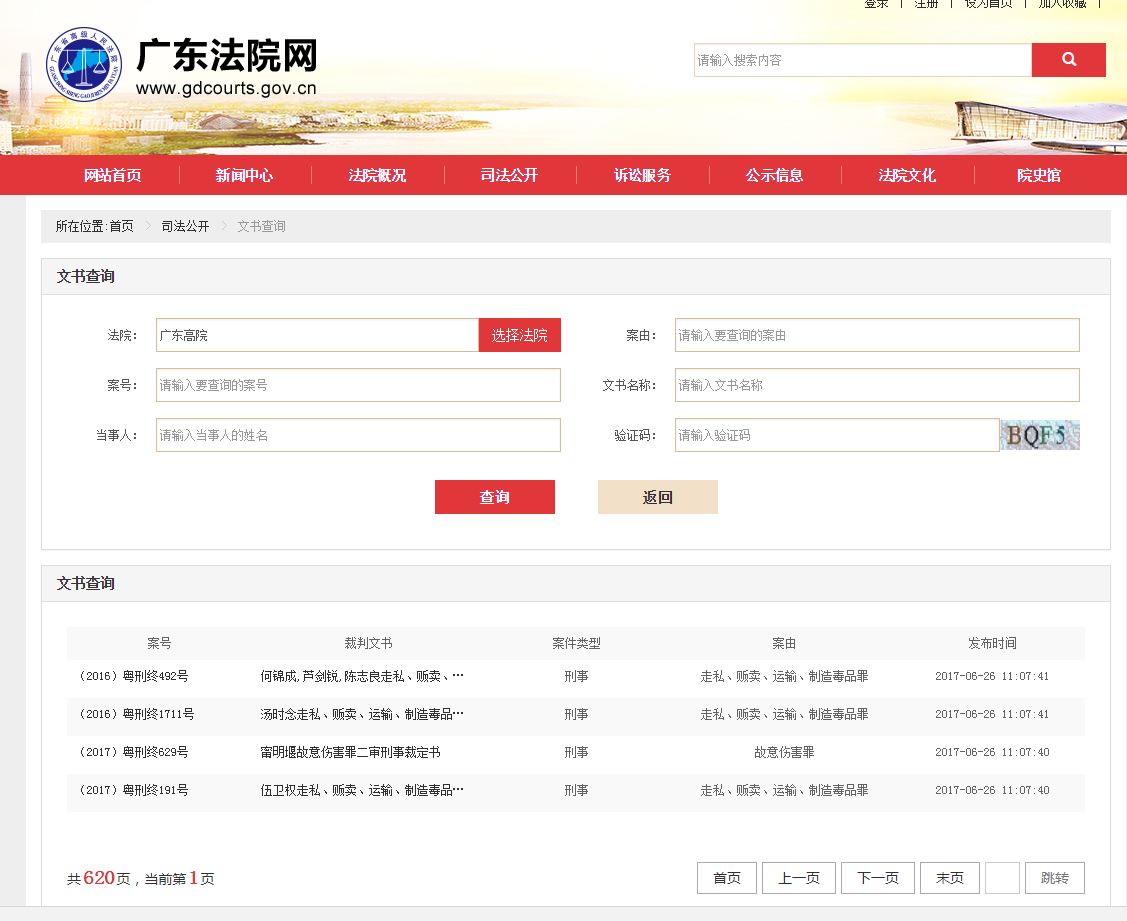 登录 | 注册 | 设为首页 | 加入收藏 |
广东法院网
www.gdcourts.gov.cn
请输入搜索内容
网站首页 新闻中心 法院概况 司法公开 诉讼服务 公示信息 法院文化 院史馆
所在位置:首页 司法公开 文书查询
文书查询
法院: 广东高院 选择法院 案由: 请输入要查询的案由
案号: 请输入要查询的案号 文书名称: 请输入文书名称
当事人: 请输入当事人的姓名 验证码: 请输入验证码 BQF5
查询 返回
文书查询
案号 裁判文书 案件类型 案由 发布时间
（2016）粤刑终492号 何锦成,芦剑锐,陈志良走私、贩卖、… 刑事 走私、贩卖、运输、制造毒品罪 2017-06-26 11:07:41
（2016）粤刑终1711号 汤时念走私、贩卖、运输、制造毒品… 刑事 走私、贩卖、运输、制造毒品罪 2017-06-26 11:07:41
（2017）粤刑终629号 甯明堰故意伤害罪二审刑事裁定书 刑事 故意伤害罪 2017-06-26 11:07:40
（2017）粤刑终191号 伍卫权走私、贩卖、运输、制造毒品… 刑事 走私、贩卖、运输、制造毒品罪 2017-06-26 11:07:40
共620页，当前第1页 首页 上一页 下一页 末页 跳转